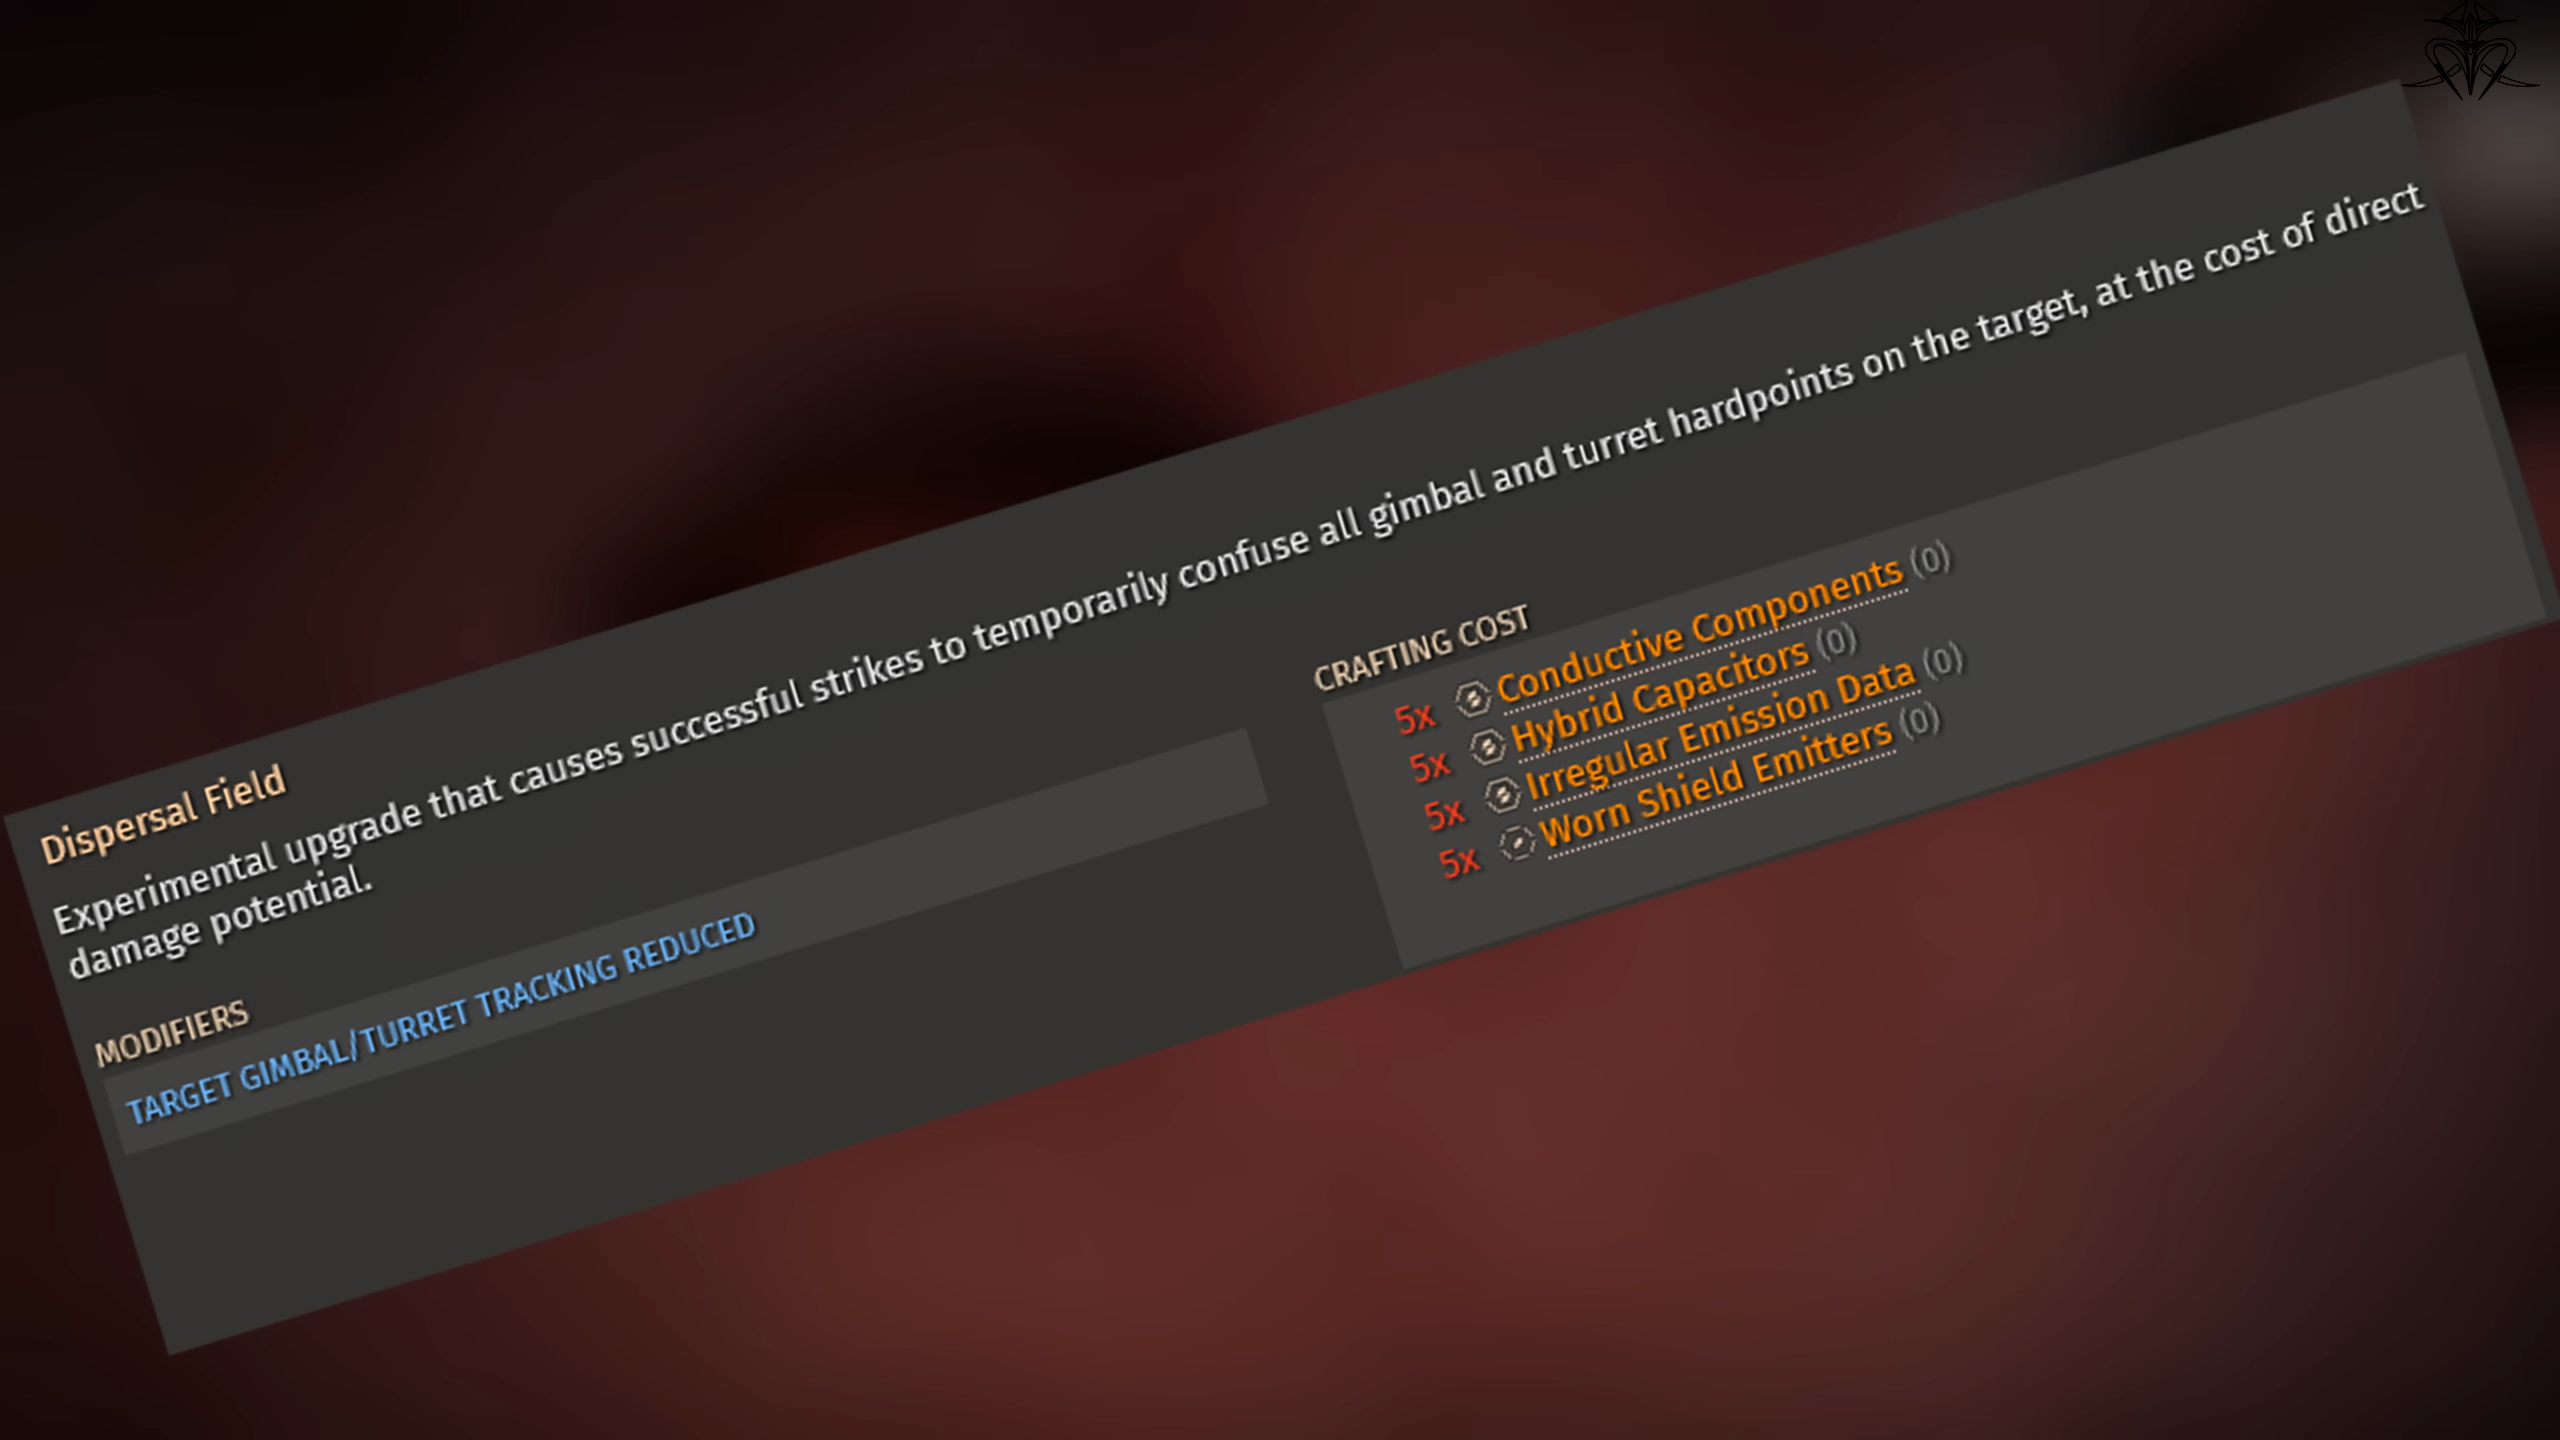 Dispersal Field
Experimental upgrade that causes successful strikes to temporarily confuse all gimbal and turret hardpoints on the target, at the cost of direct
damage potential.
MODIFIERS
TARGET GIMBAL/TURRET TRACKING REDUCED
CRAFTING COST
5x Conductive Components (0)
5x Hybrid Capacitors (0)
5x Irregular Emission Data (0)
5x Worn Shield Emitters (0)